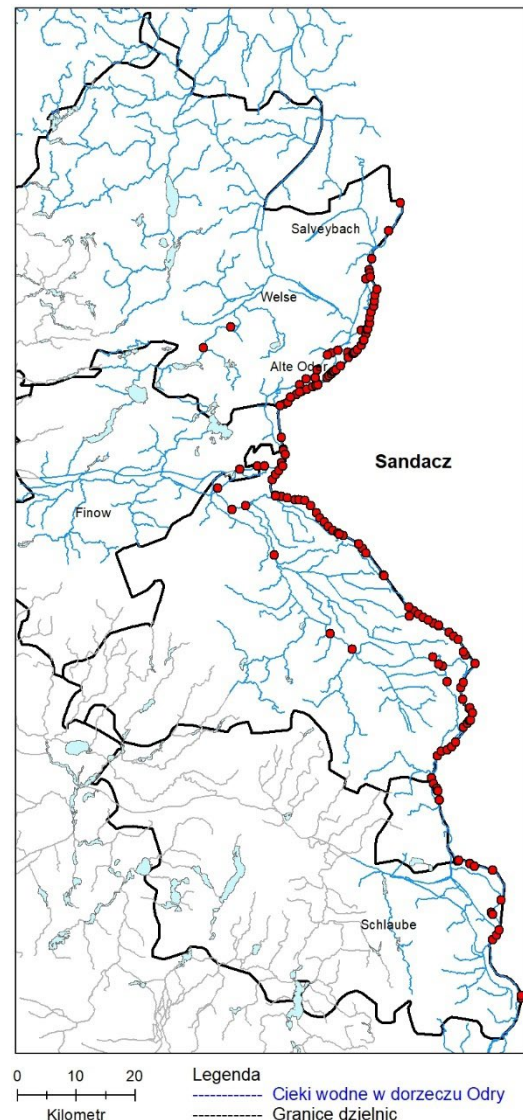 Salveybach
Welse
Alte Oder
Sandacz
Finow
Schlaube
0 10 20
Kilometr
Legenda
Cieki wodne w dorzeczu Odry
Granice dzielnic